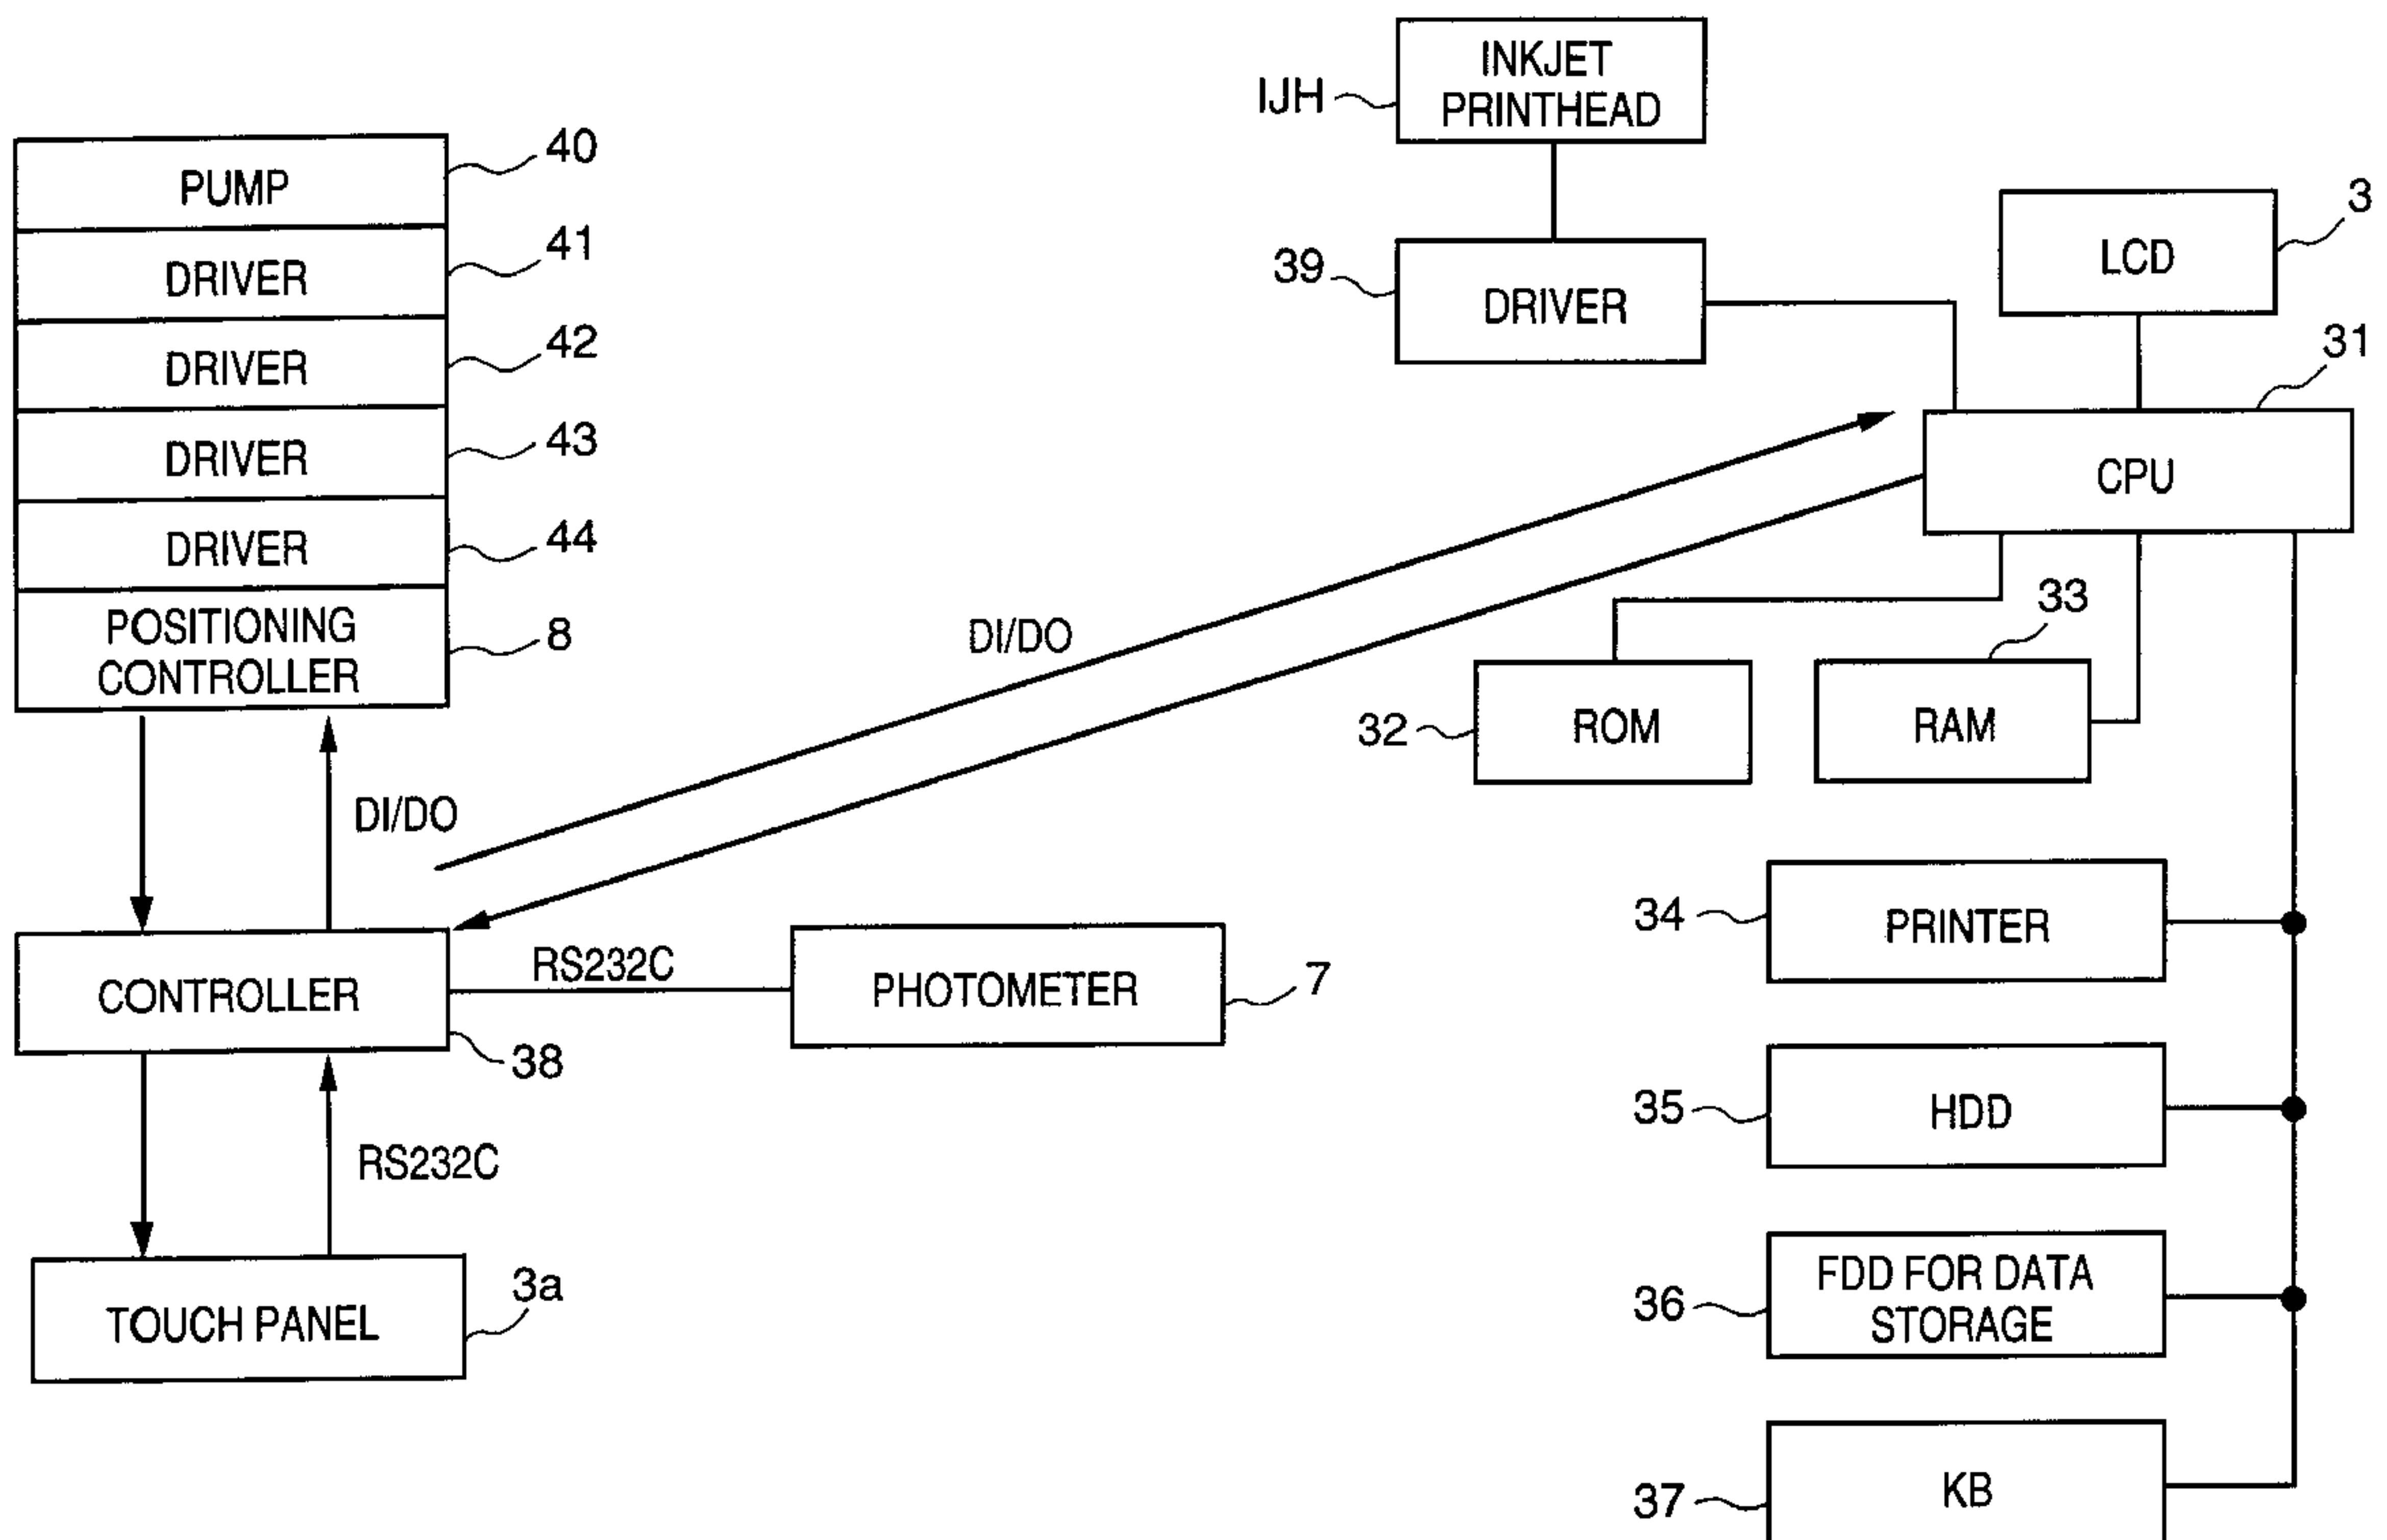 INKJET
PRINTHEAD
IJH
40
PUMP
41
DRIVER
42
DRIVER
43
DRIVER
44
DRIVER
POSITIONING
CONTROLLER
8
39
DRIVER
LCD
3
31
CPU
DI/DO
33
32
ROM
RAM
DI/DO
34
PRINTER
CONTROLLER
RS232C
PHOTOMETER
7
38
35
HDD
RS232C
3a
TOUCH PANEL
36
FDD FOR DATA
STORAGE
37
KB